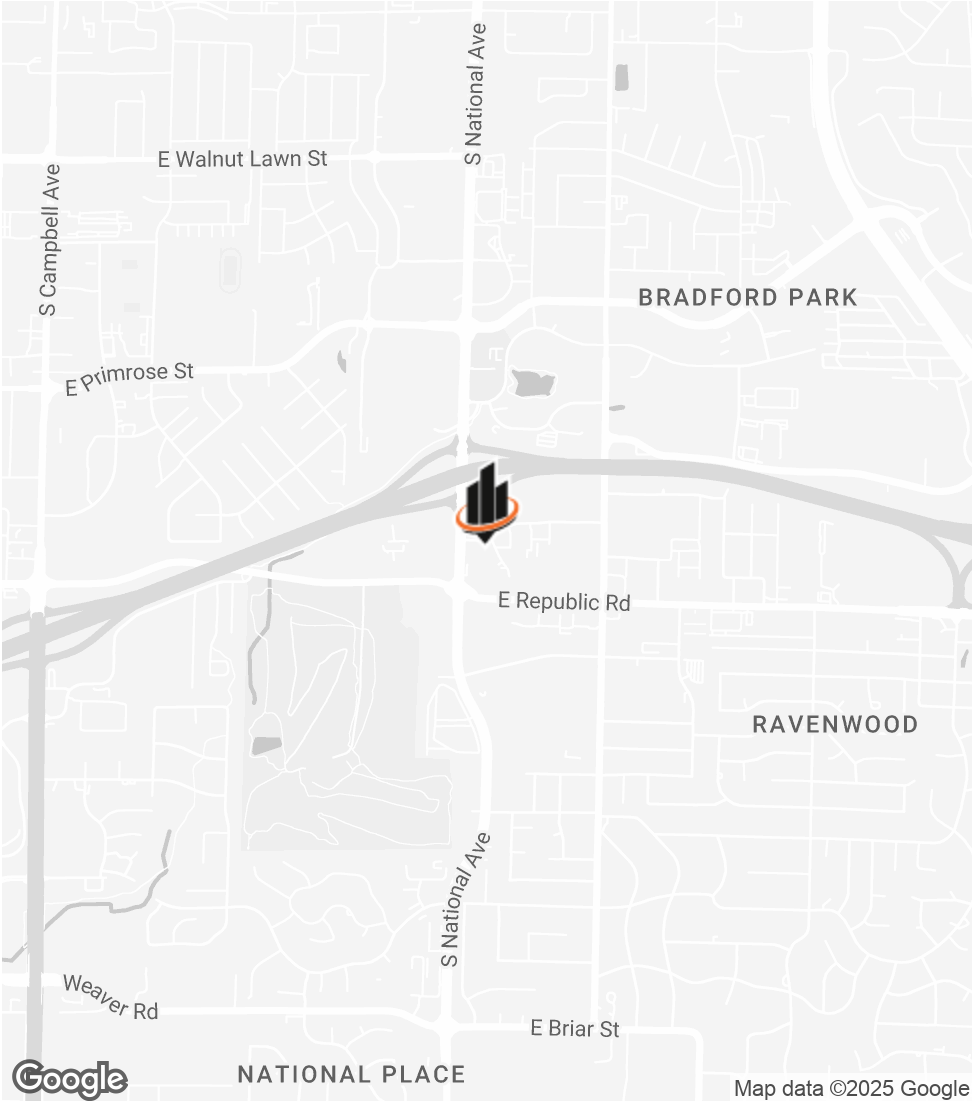 S National Ave
E Walnut Lawn St
S Campbell Ave
BRADFORD PARK
E Primrose St
E Republic Rd
RAVENWOOD
S National Ave
Weaver Rd
E Briar St
NATIONAL PLACE
Google
Map data ©2025 Google